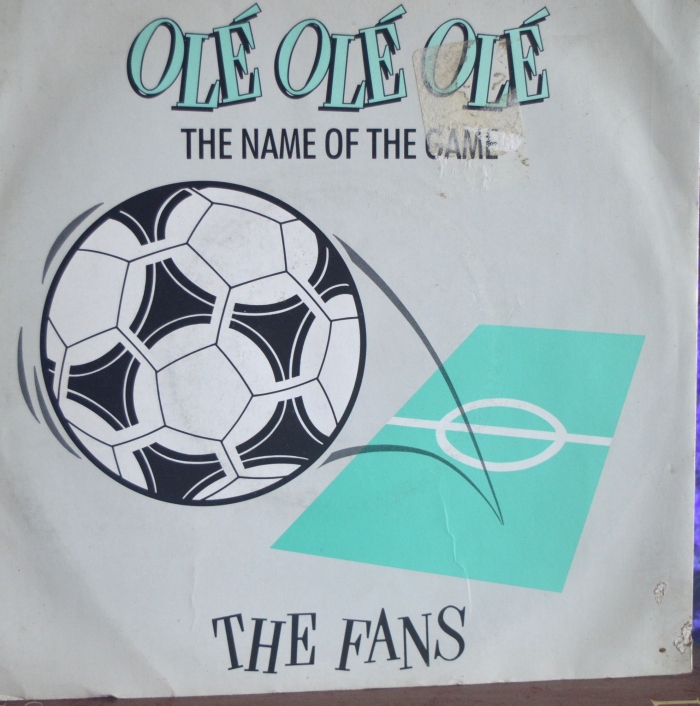 OLÉ OLÉ OLÉ
THE NAME OF THE GAME
THE FANS